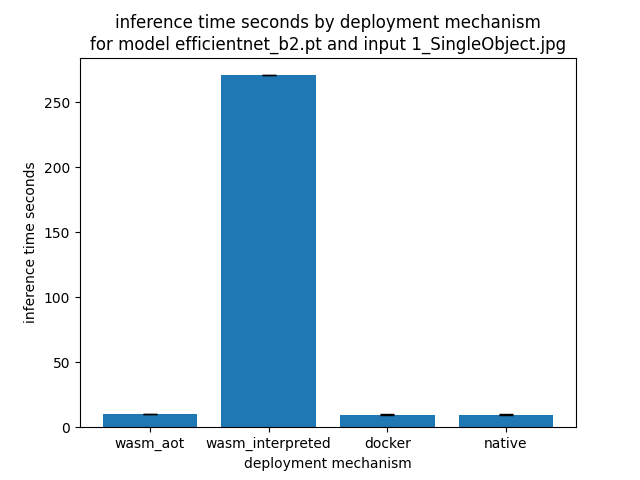 inference time seconds by deployment mechanism
for model efficientnet_b2.pt and input 1_SingleObject.jpg
inference time seconds
250
200
150
100
50
0
wasm_aot
wasm_interpreted
docker
native
deployment mechanism